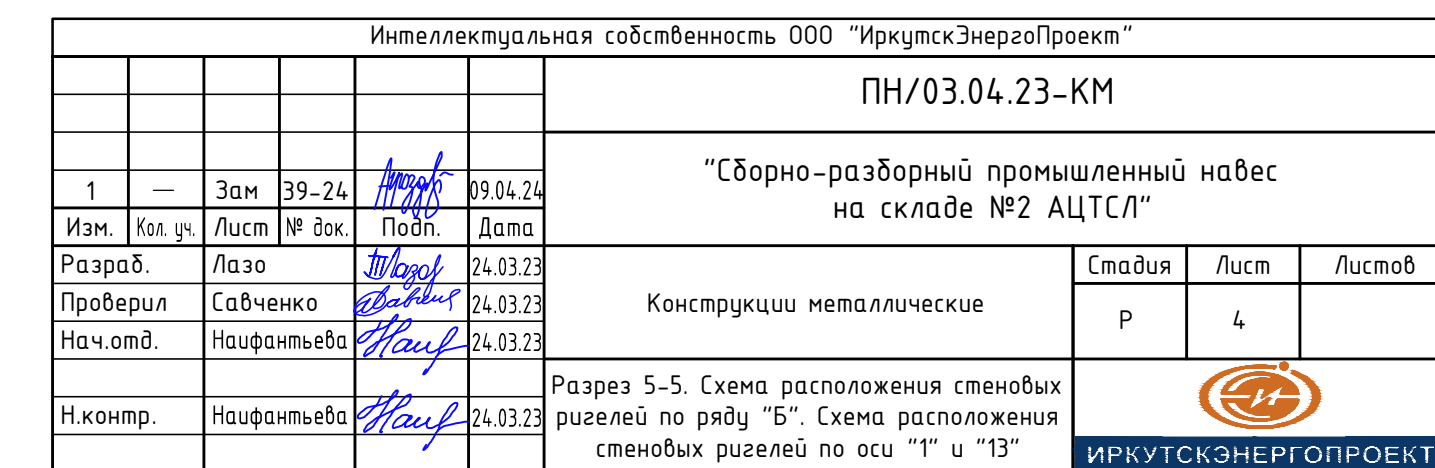 Интеллектуальная собственность ООО "ИркутскЭнергоПроект"
ПН/03.04.23-КМ
"Сборно-разборный промышленный навес
на складе №2 АЦТСЛ"
1 — Зам 39-24 09.04.24
Изм. Кол. уч. Лист № док. Подп. Дата
Разраб. Лазо 24.03.23
Проверил Савченко 24.03.23
Нач.отд. Наифантьева 24.03.23
Н.контр. Наифантьева 24.03.23
Конструкции металлические
Стадия Лист Листов
Р 4
Разрез 5-5. Схема расположения стеновых
ригелей по ряду "Б". Схема расположения
стеновых ригелей по оси "1" и "13"
ИРКУТСКЭНЕРГОПРОЕКТ